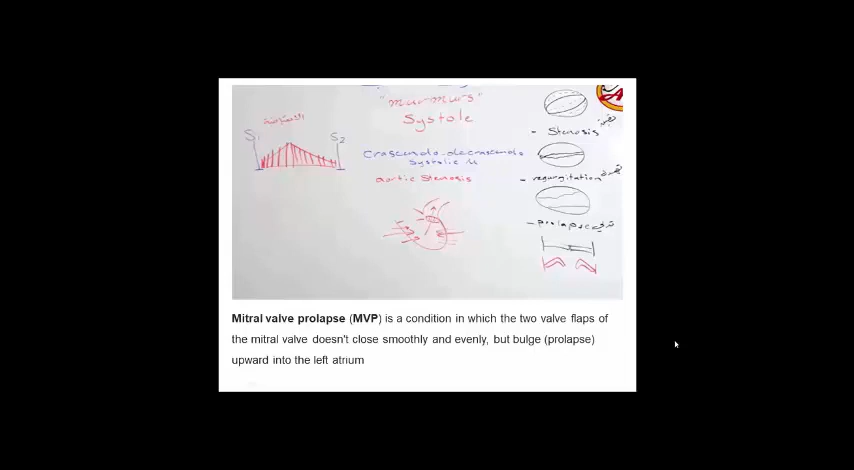 "murmurs"
Systole
S1
S2
Crascendo-decrascendo
Systolic M
aortic Stenosis
- Stenosis
- regurgitation
- prolapse
Mitral valve prolapse (MVP) is a condition in which the two valve flaps of
the mitral valve doesn't close smoothly and evenly, but bulge (prolapse)
upward into the left atrium